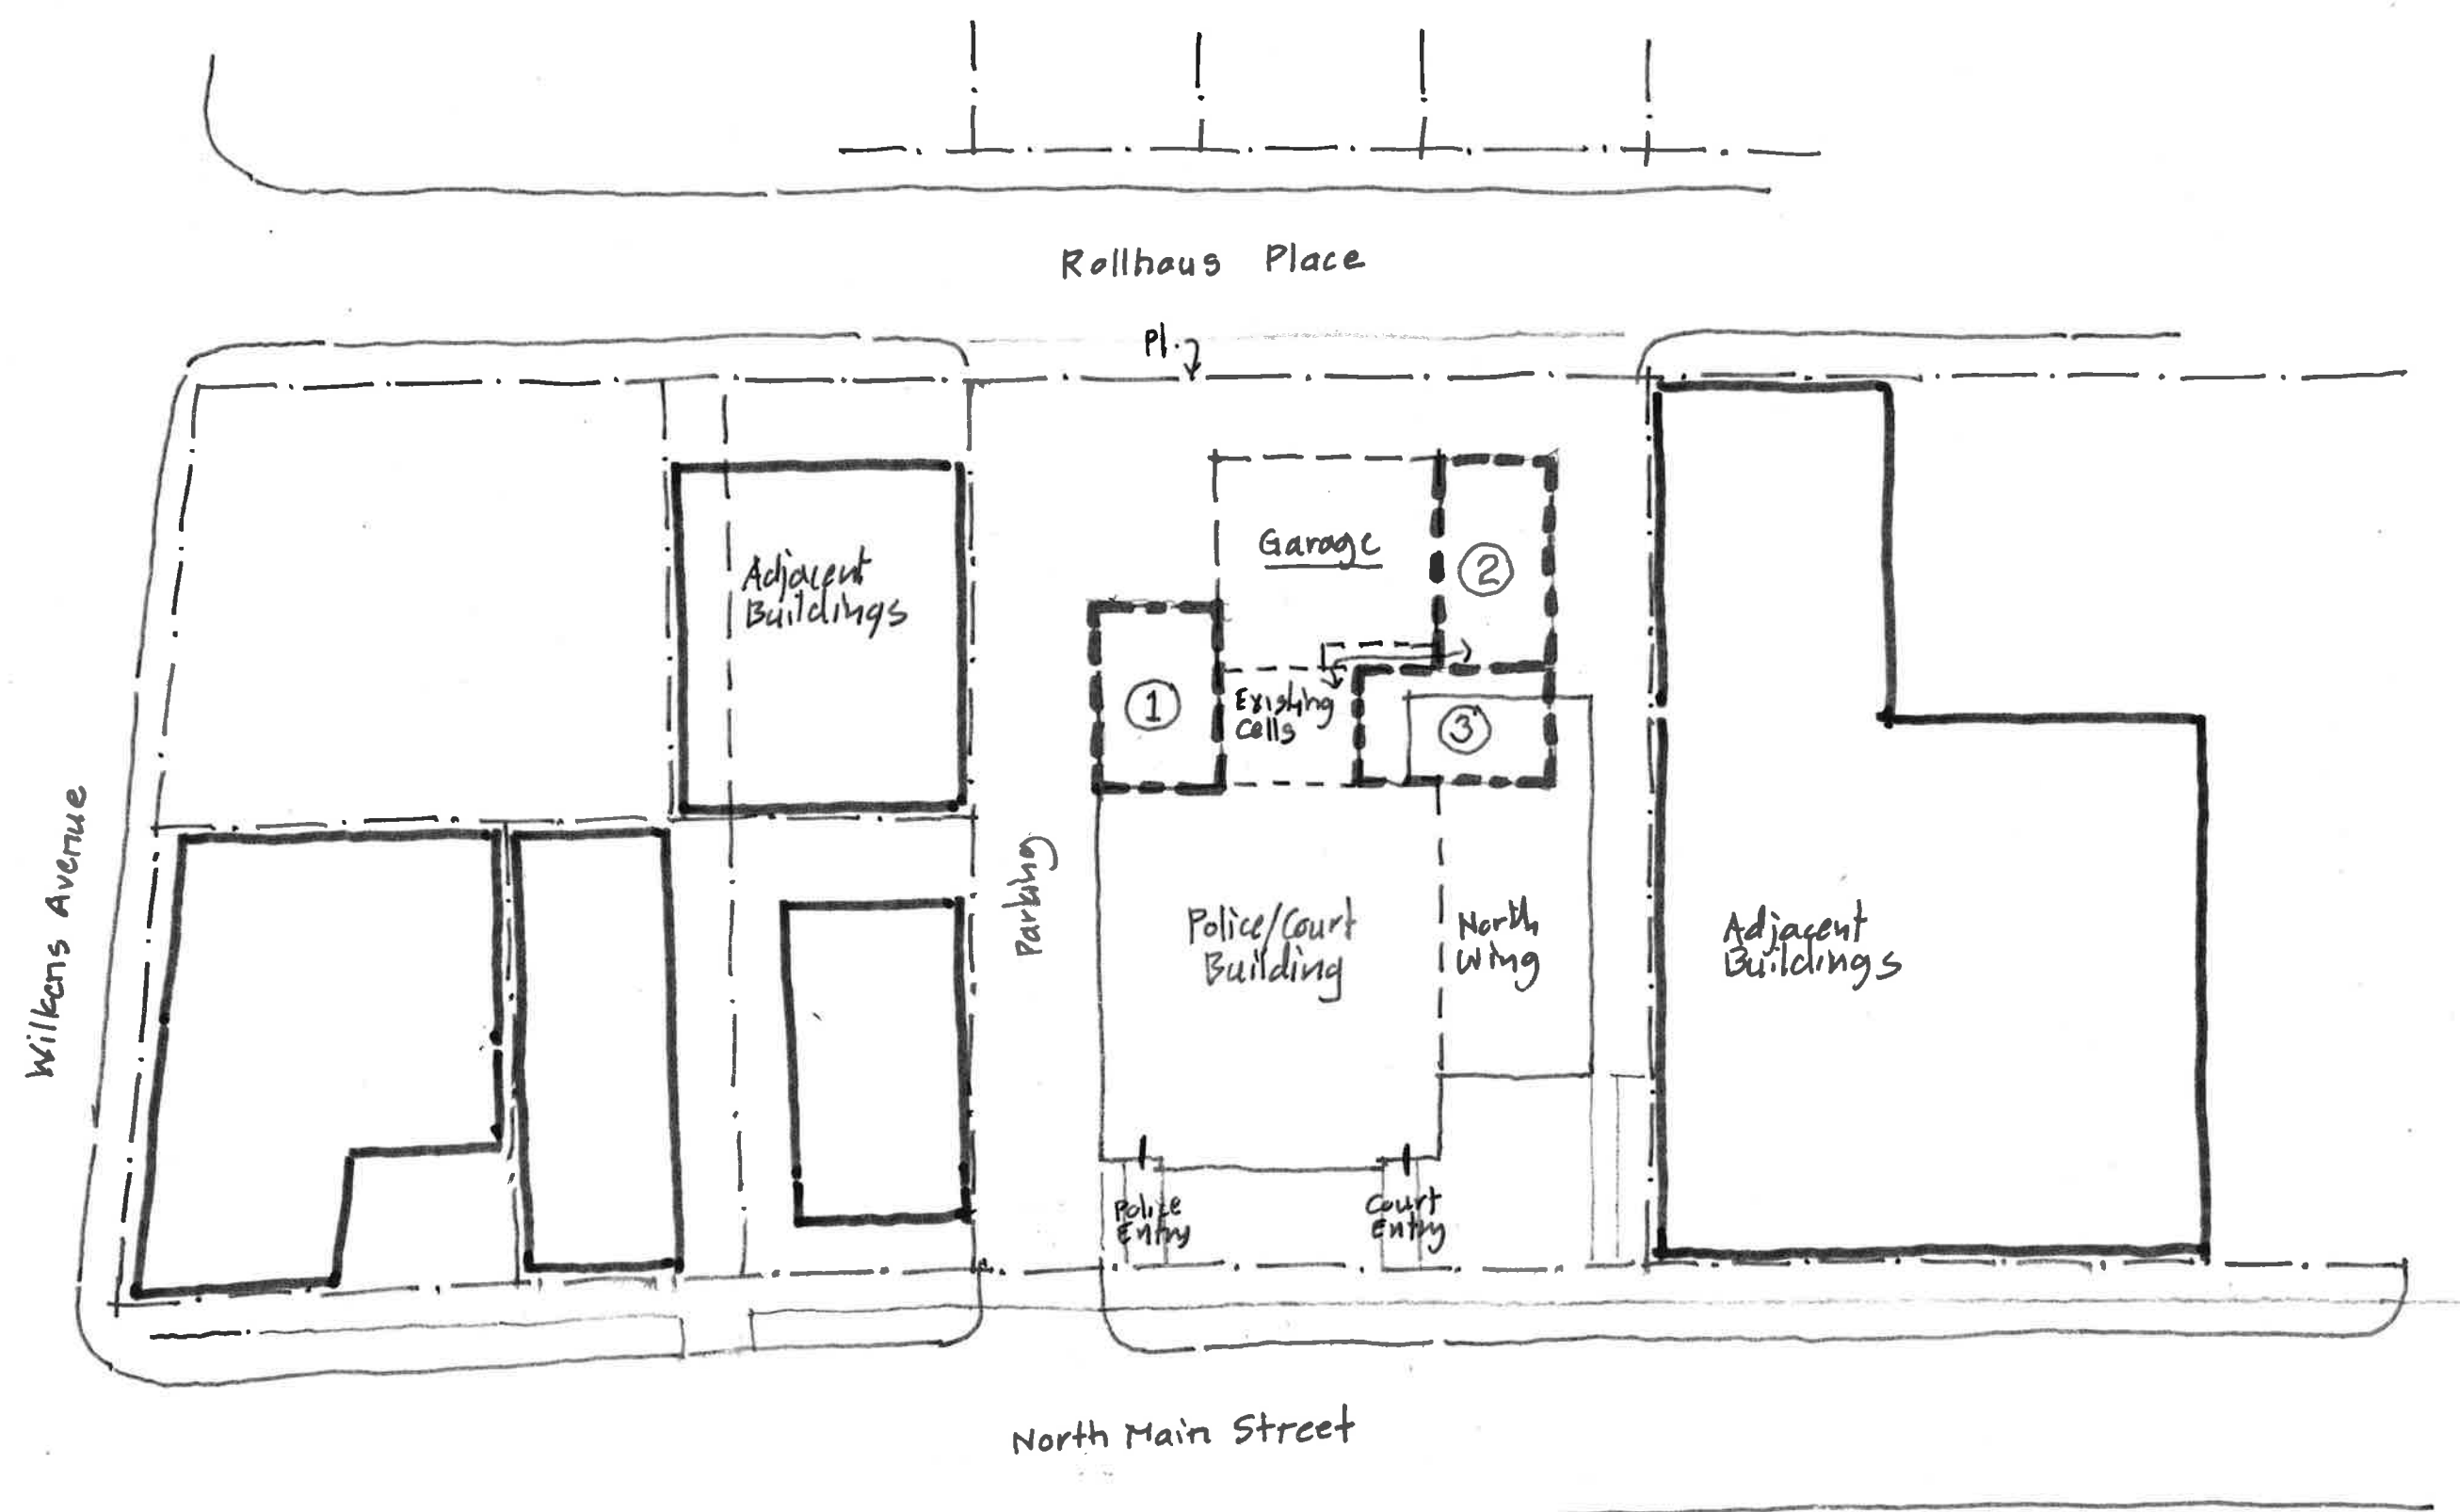 Rollhaus Place
Pl.
Garage
2
Adjacent
Buildings
1
Existing
Cells
3
Wilkens Avenue
Parking
Police/Court
Building
North
Wing
Adjacent
Buildings
Police
Entry
Court
Entry
North Main Street